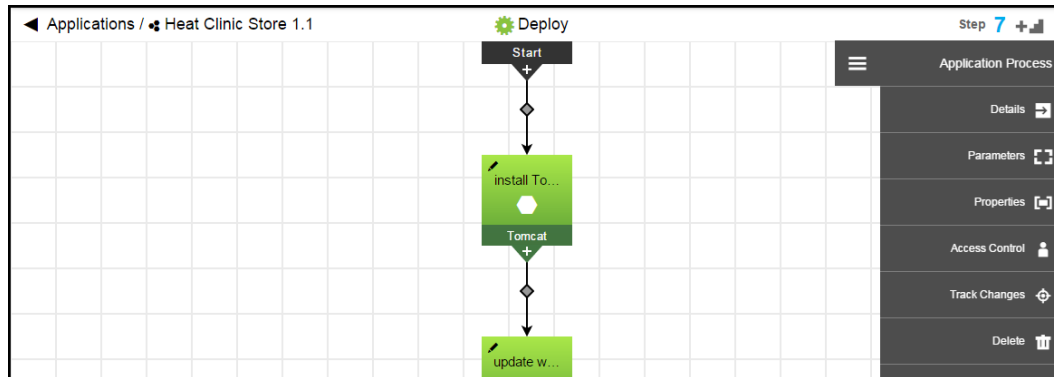 Applications / Heat Clinic Store 1.1
Deploy
Step 7
Start
Application Process
Details
Parameters
install To...
Properties
Tomcat
Access Control
Track Changes
Delete
update w...